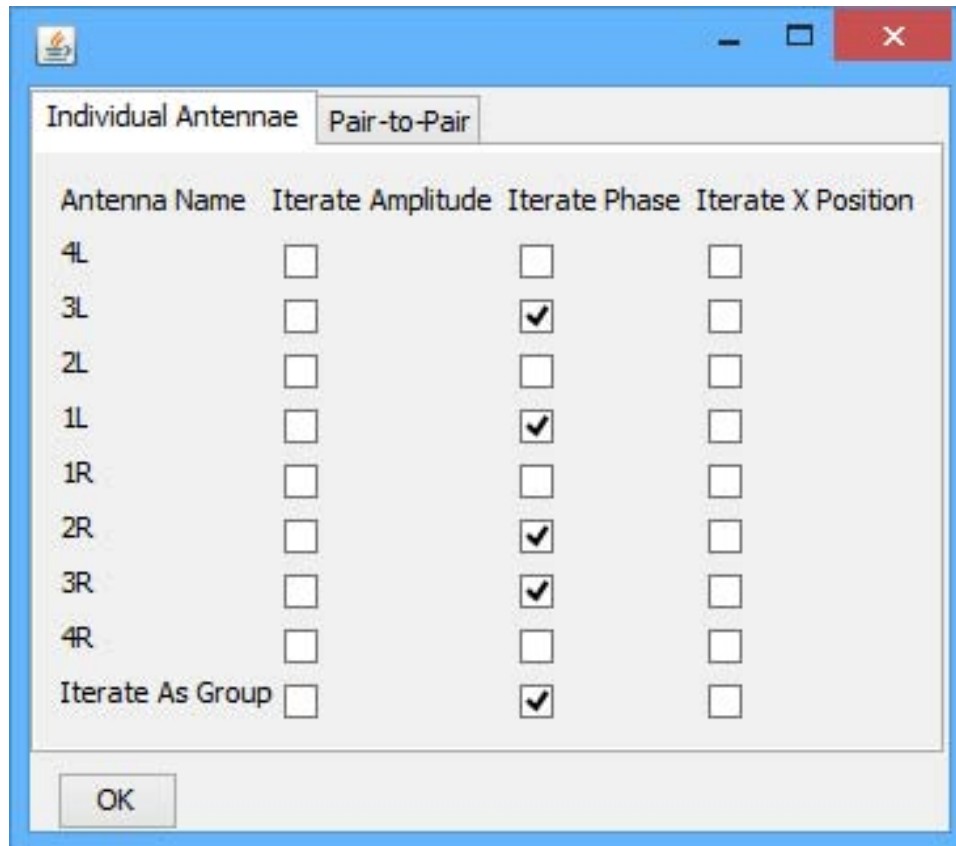 Individual Antennae Pair-to-Pair
Antenna Name Iterate Amplitude Iterate Phase Iterate X Position
4L
3L
2L
1L
1R
2R
3R
4R
Iterate As Group
OK